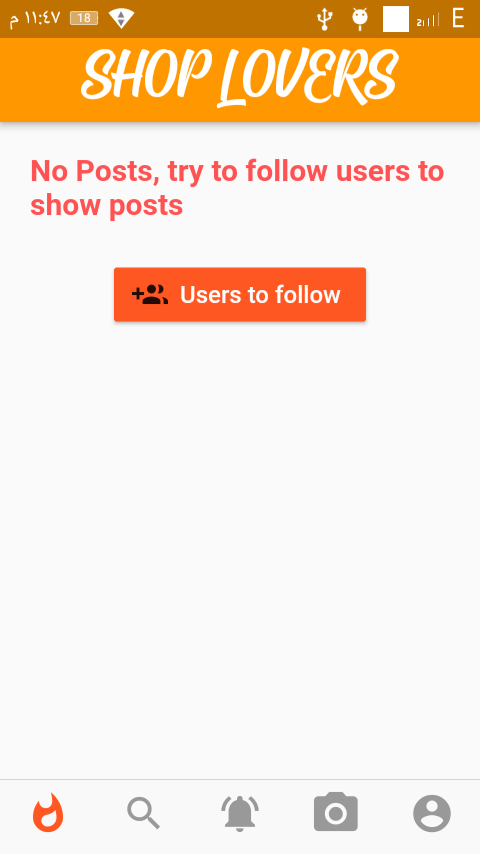 ١١:٤٧ م 18 E
SHOP LOVERS
No Posts, try to follow users to
show posts
Users to follow